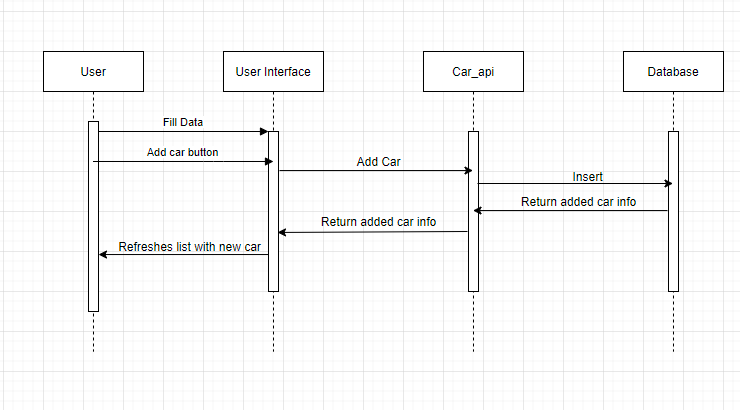 User
User Interface
Car_api
Database
Fill Data
Add car button
Add Car
Insert
Return added car info
Return added car info
Refreshes list with new car